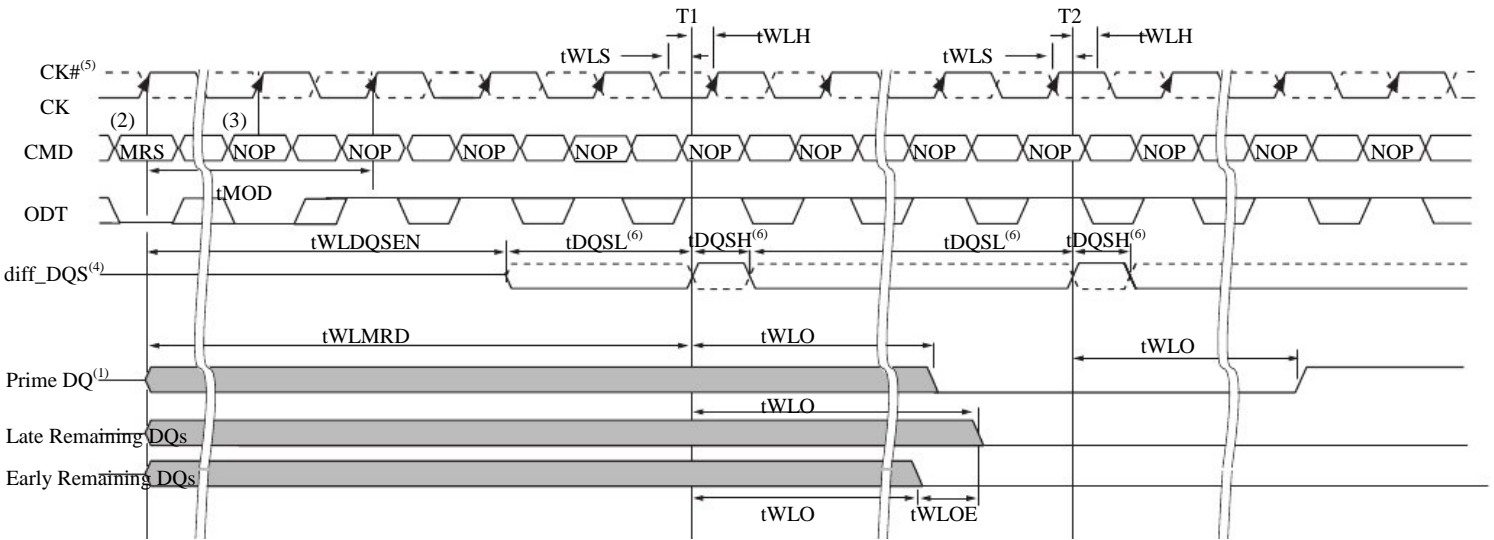 T1 T2
tWLH tWLH
tWLS tWLS
CK#(5)
CK
(2) (3)
CMD MRS NOP NOP NOP NOP NOP NOP NOP NOP NOP NOP NOP
tMOD
ODT
tWLDQSEN tDQSL(6) tDQSH(6) tDQSL(6) tDQSH(6)
diff_DQS(4)
tWLMRD tWLO
tWLO
Prime DQ(1)
tWLO
Late Remaining DQs
Early Remaining DQs
tWLO tWLOE